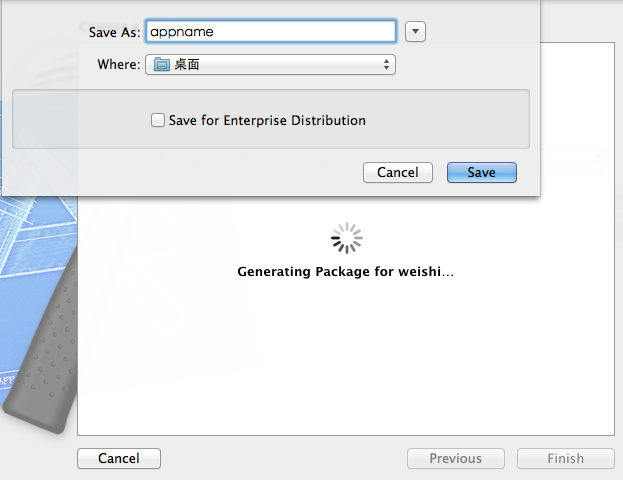 Save As: appname
Where: 桌面
Save for Enterprise Distribution
Cancel Save
Generating Package for weishi...
APP
Cancel Previous Finish